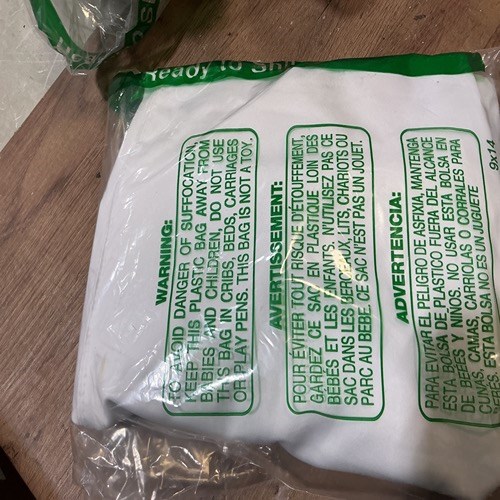 Ready to Ship
WARNING:
TO AVOID DANGER OF SUFFOCATION,
KEEP THIS PLASTIC BAG AWAY FROM
BABIES AND CHILDREN. DO NOT USE
THIS BAG IN CRIBS, BEDS, CARRIAGES
OR PLAY PENS. THIS BAG IS NOT A TOY.
AVERTISSEMENT:
POUR ÉVITER TOUT RISQUE D'ÉTOUFFEMENT,
GARDEZ CE SAC EN PLASTIQUE LOIN DES
BÉBÉS ET LES ENFANTS. N'UTILISEZ PAS CE
SAC DANS LES BERCEAUX, LITS, CHARIOTS OU
PARC AU BÉBÉ. CE SAC N'EST PAS UN JOUET.
ADVERTENCIA:
PARA EVITAR EL PELIGRO DE ASFIXIA, MANTENGA
ESTA BOLSA DE PLASTICO FUERA DEL ALCANCE
DE BEBES Y NIÑOS. NO USAR ESTA BOLSA EN
CUNAS, CAMAS, CARRIOLAS O CORRALES PARA
ESTA BOLSA NO ES UN JUGUETE
9x14